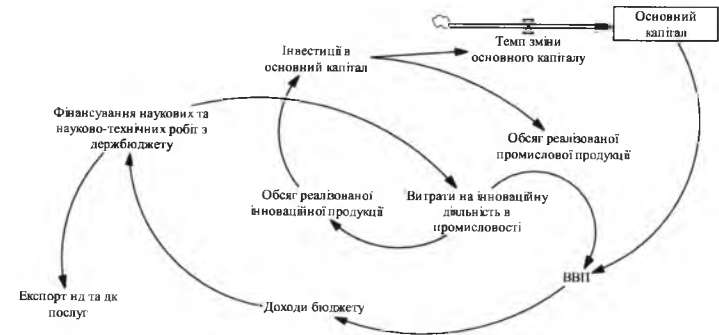 Основний
капітал
Темп зміни
основного капіталу
Інвестиції в
основний капітал
Фінансування наукових та
науково-технічних робіт з
держбюджету
Обсяг реалізованої
промислової продукції
Обсяг реалізованої
інноваційної продукції
Витрати на інноваційну
діяльність в
промисловості
ВВП
Експорт нд та дк
послуг
Доходи бюджету